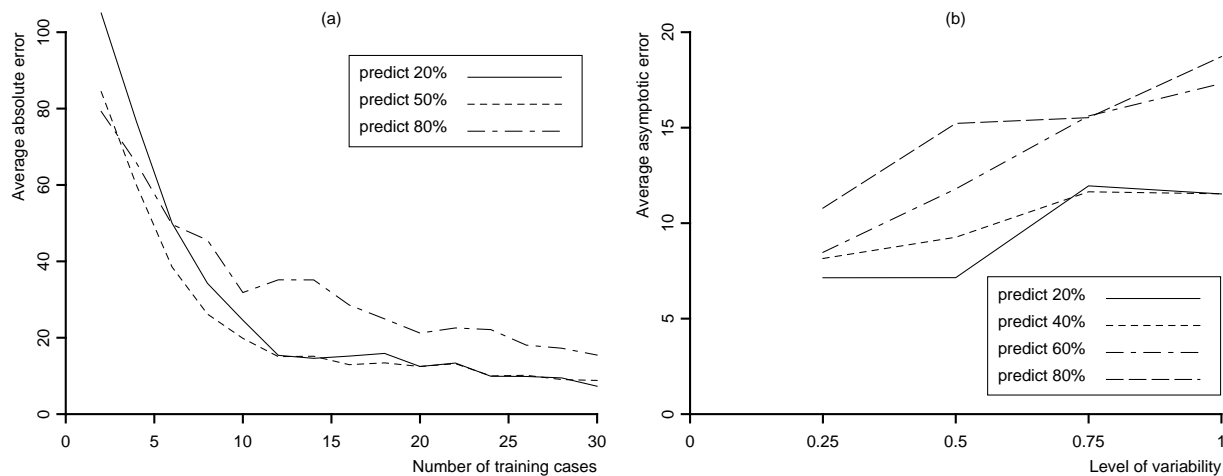 (a)
Average absolute error
100
80
60
40
20
0
predict 20%
predict 50%
predict 80%
0 5 10 15 20 25 30
Number of training cases
(b)
Average asymptotic error
20
15
10
5
0
predict 20%
predict 40%
predict 60%
predict 80%
0 0.25 0.5 0.75 1
Level of variability